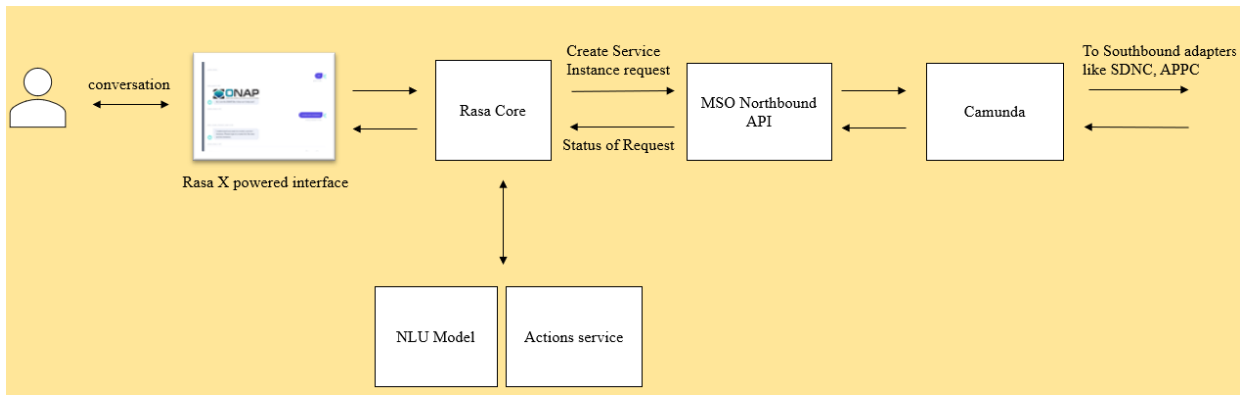 conversation
ONAP
Rasa X powered interface
Rasa Core
Create Service
Instance request
Status of Request
MSO Northbound
API
Camunda
To Southbound adapters
like SDNC, APPC
NLU Model
Actions service